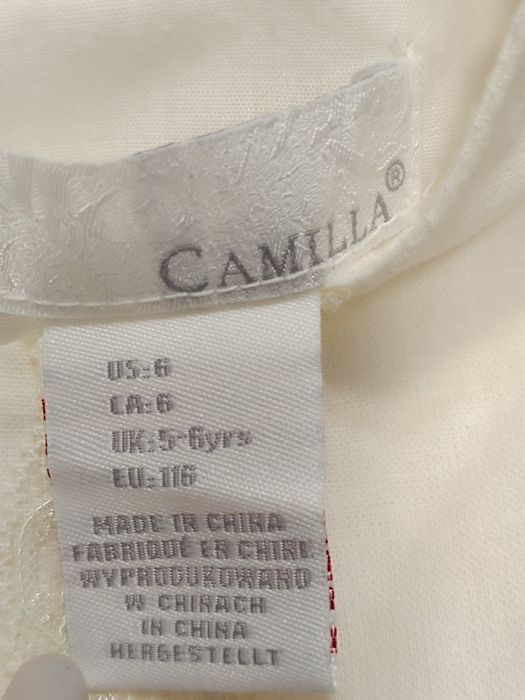 CAMILLA®
US:6
CA:6
UK:5-6yrs
EU:116
MADE IN CHINA
FABRIQUÉ EN CHINE
WYPRODUKOWANO
W CHINACH
IN CHINA
HERGESTELLT